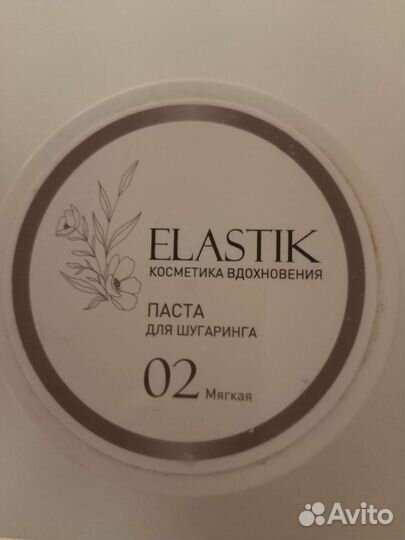 ELASTIK
КОСМЕТИКА ВДОХНОВЕНИЯ
ПАСТА
ДЛЯ ШУГАРИНГА
02 Мягкая
Avito